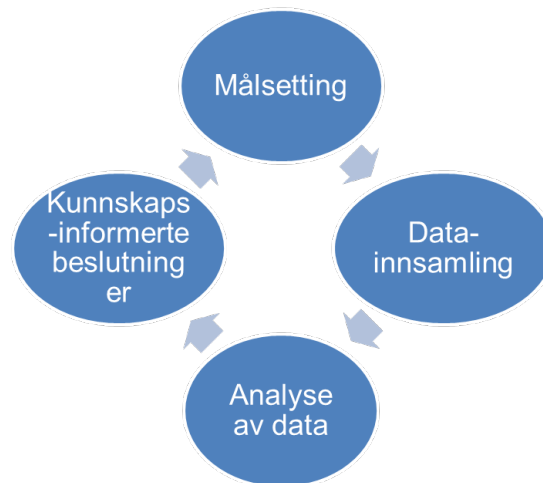 Målsetting
Data-
innsamling
Analyse
av data
Kunnskaps
-informerte
beslutning
er